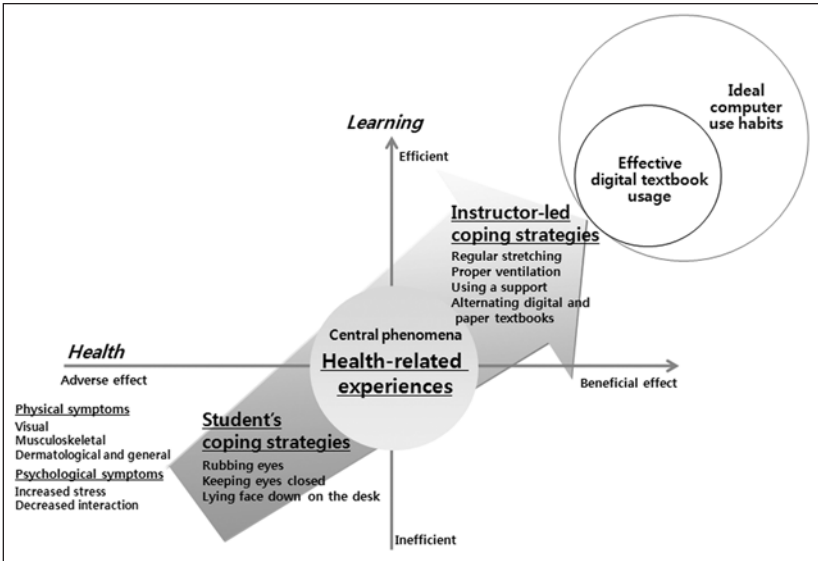 Ideal
computer
use habits
Effective
digital textbook
usage
Learning
Efficient
Instructor-led
coping strategies
Regular stretching
Proper ventilation
Using a support
Alternating digital and
paper textbooks
Central phenomena
Health-related
experiences
Health
Adverse effect
Beneficial effect
Physical symptoms
Visual
Musculoskeletal
Dermatological and general
Psychological symptoms
Increased stress
Decreased interaction
Student's
coping strategies
Rubbing eyes
Keeping eyes closed
Lying face down on the desk
Inefficient